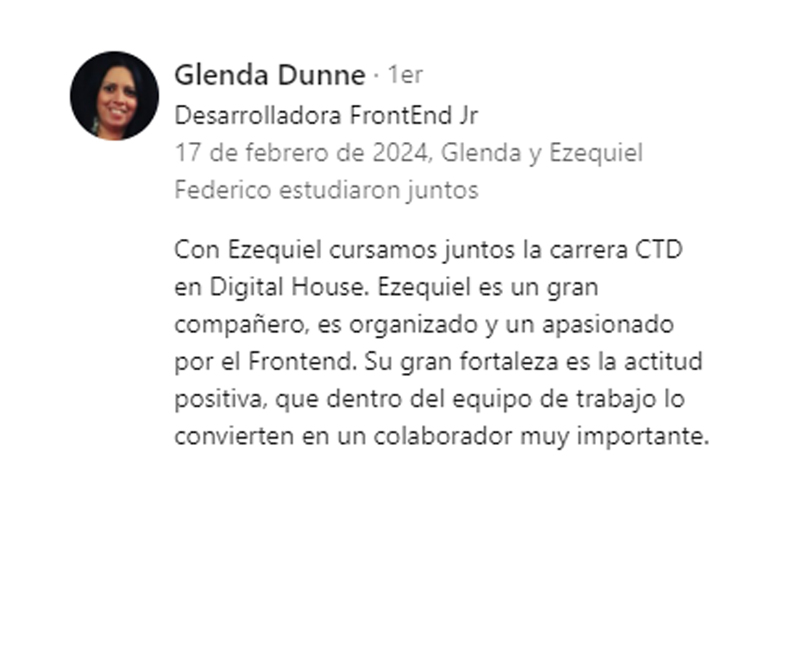 Glenda Dunne · 1er
Desarrolladora FrontEnd Jr
17 de febrero de 2024, Glenda y Ezequiel
Federico estudiaron juntos
Con Ezequiel cursamos juntos la carrera CTD
en Digital House. Ezequiel es un gran
compañero, es organizado y un apasionado
por el Frontend. Su gran fortaleza es la actitud
positiva, que dentro del equipo de trabajo lo
convierten en un colaborador muy importante.